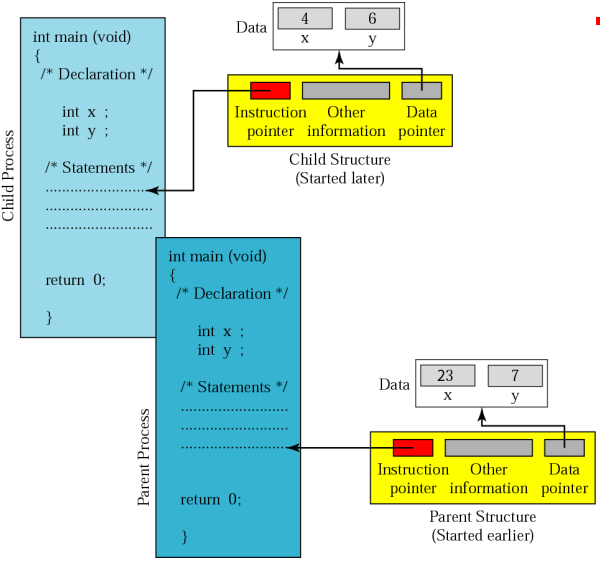 Child Process
int main (void)
{
/* Declaration */
int x ;
int y ;
/* Statements */
............................
............................
............................
return 0;
}
Data
4 6
x y
Instruction pointer
Other information
Data pointer
Child Structure
(Started later)
Parent Process
int main (void)
{
/* Declaration */
int x ;
int y ;
/* Statements */
............................
............................
............................
return 0;
}
Data
23 7
x y
Instruction pointer
Other information
Data pointer
Parent Structure
(Started earlier)